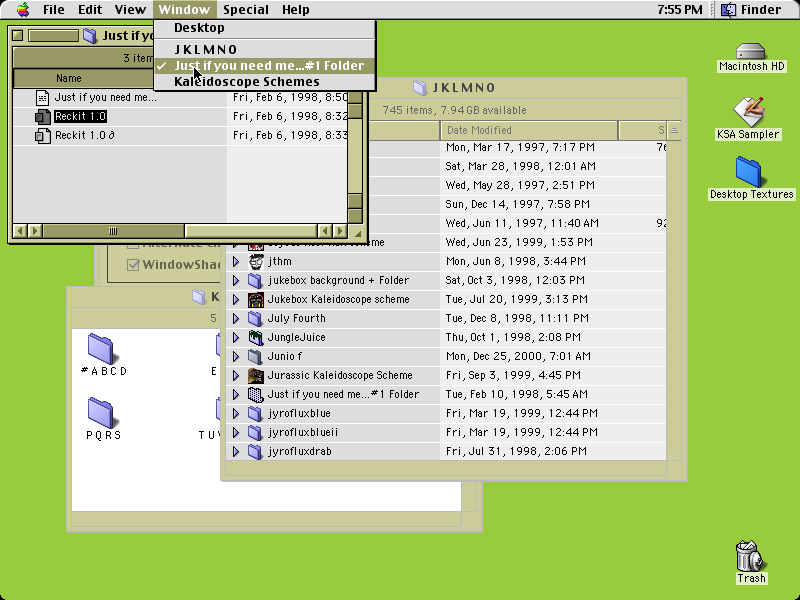 File Edit View Window Special Help 7:55 PM Finder
Desktop
JKLMNO
Just if you need me...#1 Folder
Kaleidoscope Schemes
Just if yo
3 item
Name
Just if you need me... Fri, Feb 6, 1998, 8:50
Reckit 1.0 Fri, Feb 6, 1998, 8:32
Reckit 1.0 ∂ Fri, Feb 6, 1998, 8:33
Macintosh HD
KSA Sampler
Desktop Textures
Trash
JKLMNO
745 items, 7.94 GB available
Date Modified S
Mon, Mar 17, 1997, 7:17 PM 76
Sat, Mar 28, 1998, 12:01 AM
Wed, May 28, 1997, 2:51 PM
Sun, Dec 14, 1997, 7:58 PM
Wed, Jun 11, 1997, 11:40 AM 92
Wed, Jun 23, 1999, 1:53 PM
jthm Mon, Jun 8, 1998, 3:44 PM
jukebox background + Folder Sat, Oct 3, 1998, 12:03 PM
Jukebox Kaleidoscope scheme Tue, Jul 20, 1999, 3:13 PM
July Fourth Tue, Dec 8, 1998, 11:11 PM
JungleJuice Thu, Oct 1, 1998, 2:08 PM
Junio f Mon, Dec 25, 2000, 7:01 AM
Jurassic Kaleidoscope Scheme Fri, Sep 3, 1999, 4:45 PM
Just if you need me...#1 Folder Tue, Feb 10, 1998, 5:45 AM
jyrofluxblue Fri, Mar 19, 1999, 12:44 PM
jyrofluxblueii Fri, Mar 19, 1999, 12:44 PM
jyrofluxdrab Fri, Jul 31, 1998, 2:06 PM
WindowShad
K
5
#ABCD E
PQRS TUV